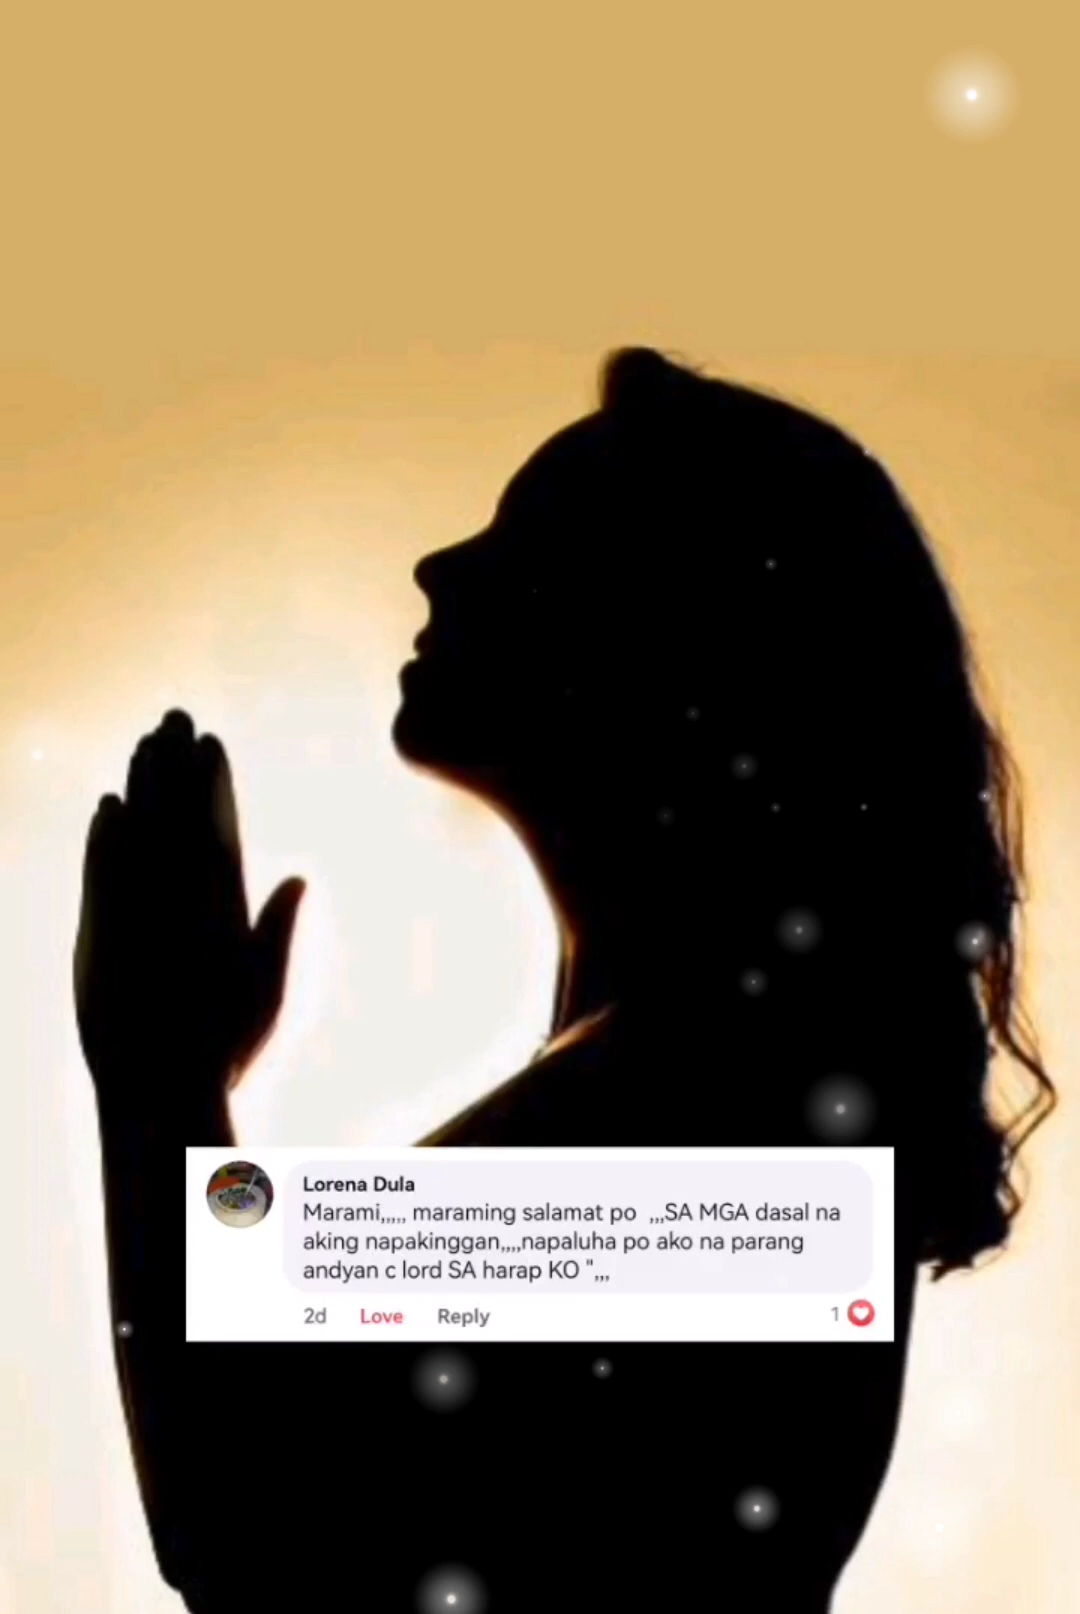 Lorena Dula
Marami,,,,, maraming salamat po ,,,SA MGA dasal na
aking napakinggan,,,,napaluha po ako na parang
andyan c lord SA harap KO ",,,
2d Love Reply 1